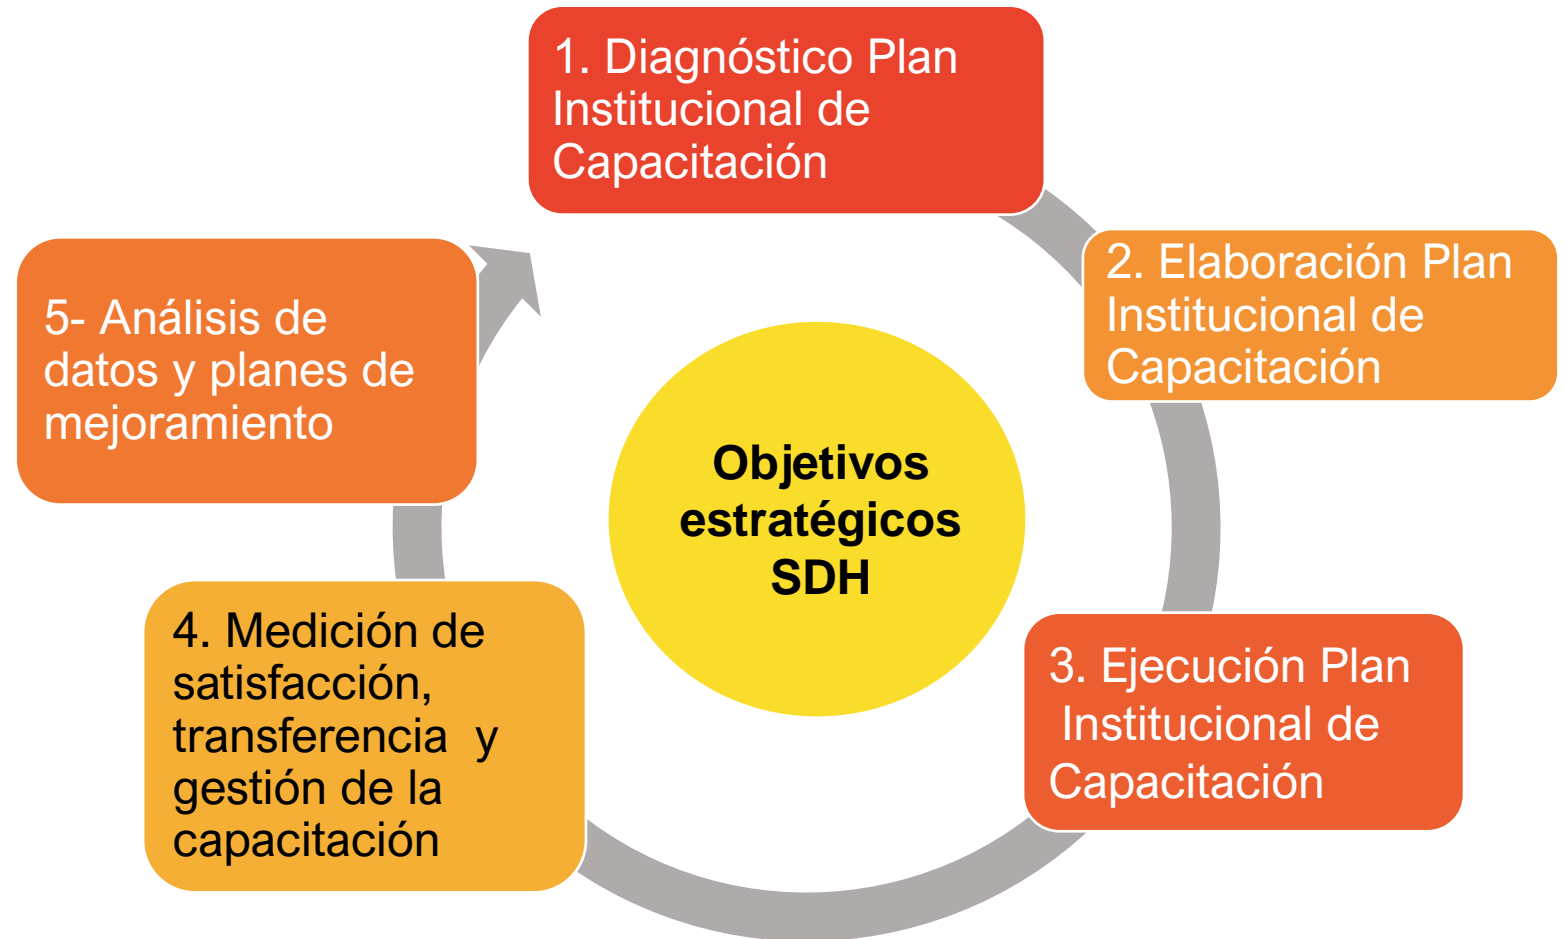 1. Diagnóstico Plan
Institucional de
Capacitación
2. Elaboración Plan
Institucional de
Capacitación
3. Ejecución Plan
Institucional de
Capacitación
4. Medición de
satisfacción,
transferencia y
gestión de la
capacitación
5- Análisis de
datos y planes de
mejoramiento
Objetivos
estratégicos
SDH